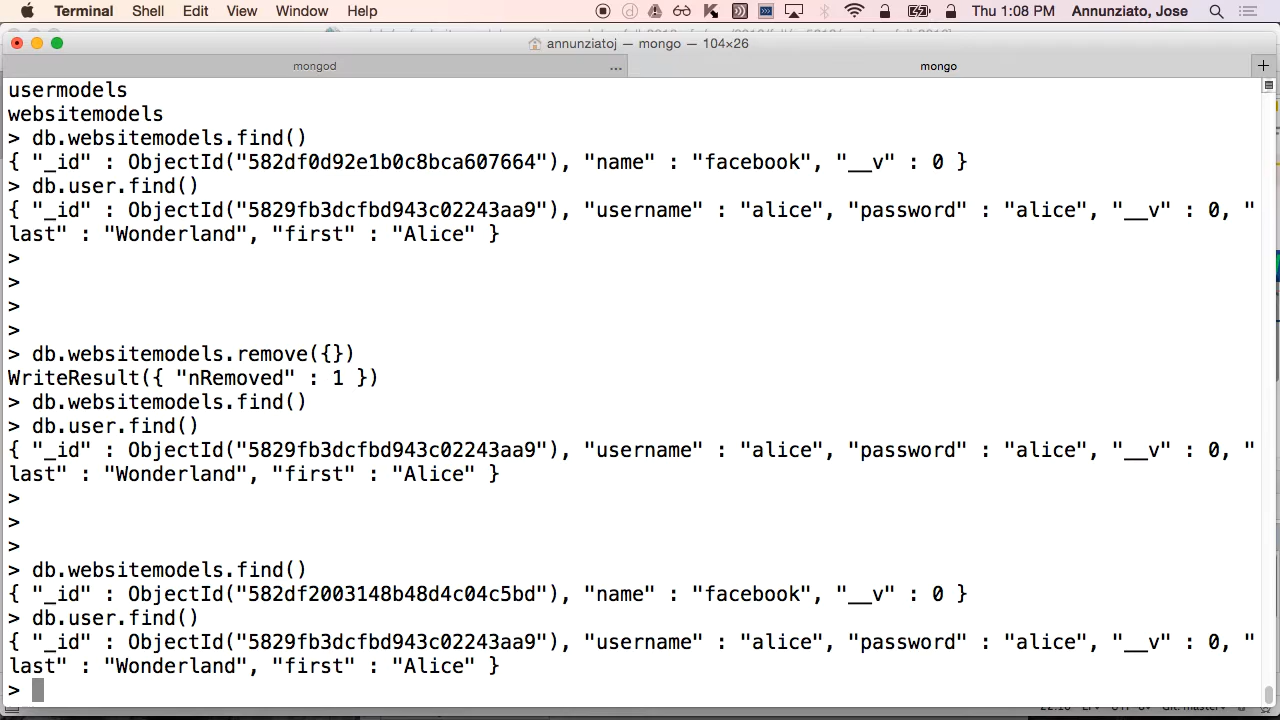 Terminal Shell Edit View Window Help Thu 1:08 PM Annunziato, Jose
annunziatoj — mongo — 104×26
mongod ... mongo +
usermodels
websitemodels
> db.websitemodels.find()
{ "_id" : ObjectId("582df0d92e1b0c8bca607664"), "name" : "facebook", "__v" : 0 }
> db.user.find()
{ "_id" : ObjectId("5829fb3dcfbd943c02243aa9"), "username" : "alice", "password" : "alice", "__v" : 0, "
last" : "Wonderland", "first" : "Alice" }
>
>
>
>
> db.websitemodels.remove({})
WriteResult({ "nRemoved" : 1 })
> db.websitemodels.find()
> db.user.find()
{ "_id" : ObjectId("5829fb3dcfbd943c02243aa9"), "username" : "alice", "password" : "alice", "__v" : 0, "
last" : "Wonderland", "first" : "Alice" }
>
>
>
> db.websitemodels.find()
{ "_id" : ObjectId("582df2003148b48d4c04c5bd"), "name" : "facebook", "__v" : 0 }
> db.user.find()
{ "_id" : ObjectId("5829fb3dcfbd943c02243aa9"), "username" : "alice", "password" : "alice", "__v" : 0, "
last" : "Wonderland", "first" : "Alice" }
>